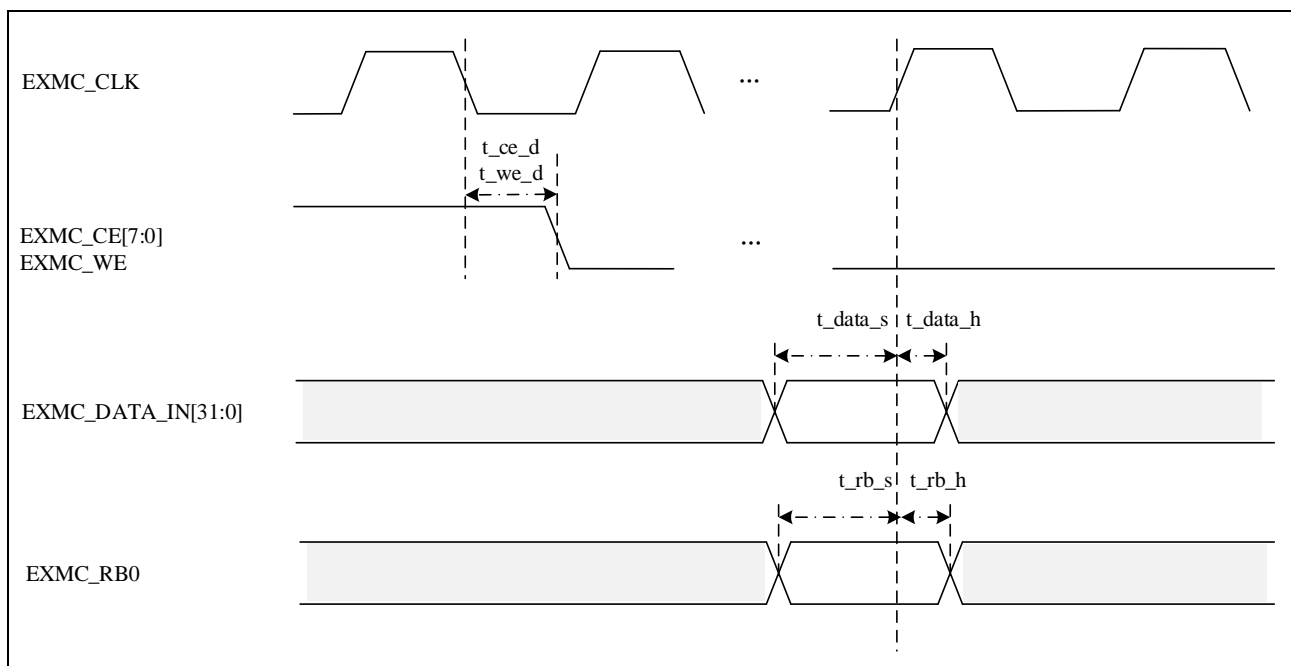 EXMC_CLK
...
t_ce_d
t_we_d
EXMC_CE[7:0]
EXMC_WE
...
t_data_s t_data_h
EXMC_DATA_IN[31:0]
t_rb_s t_rb_h
EXMC_RB0